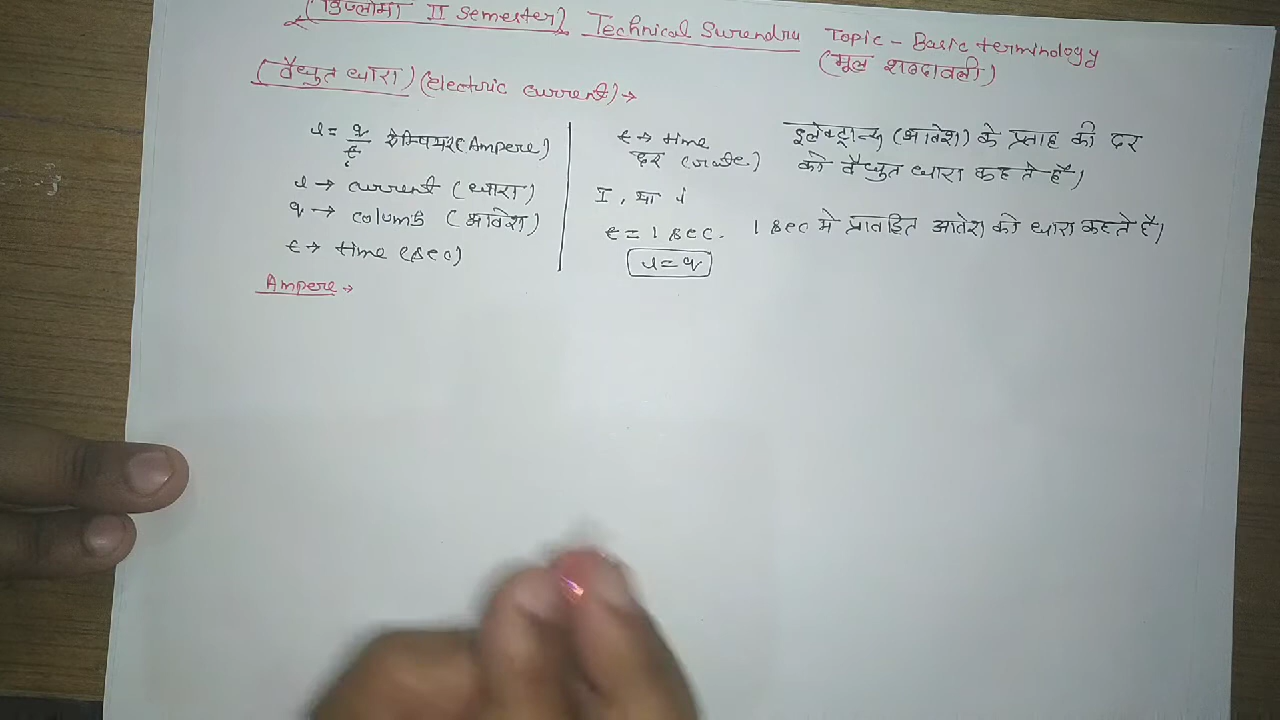 (डिप्लोमा II Semester) Technical Surendra Topic - Basic terminology
(मूल शब्दावली)
(वैधुत धारा) (electric current) →
i = q/t ऐम्पियर (Ampere)
i → current (धारा)
q → columb (आवेश)
t → time (sec)
t → time
दर (rate)
I, या i
t = 1 sec.
i = q
इलेक्ट्रान्स (आवेश) के प्रवाह की दर
को वैधुत धारा कहते हैं।
1 sec मे प्रावहित आवेश को धारा कहते है।
Ampere →